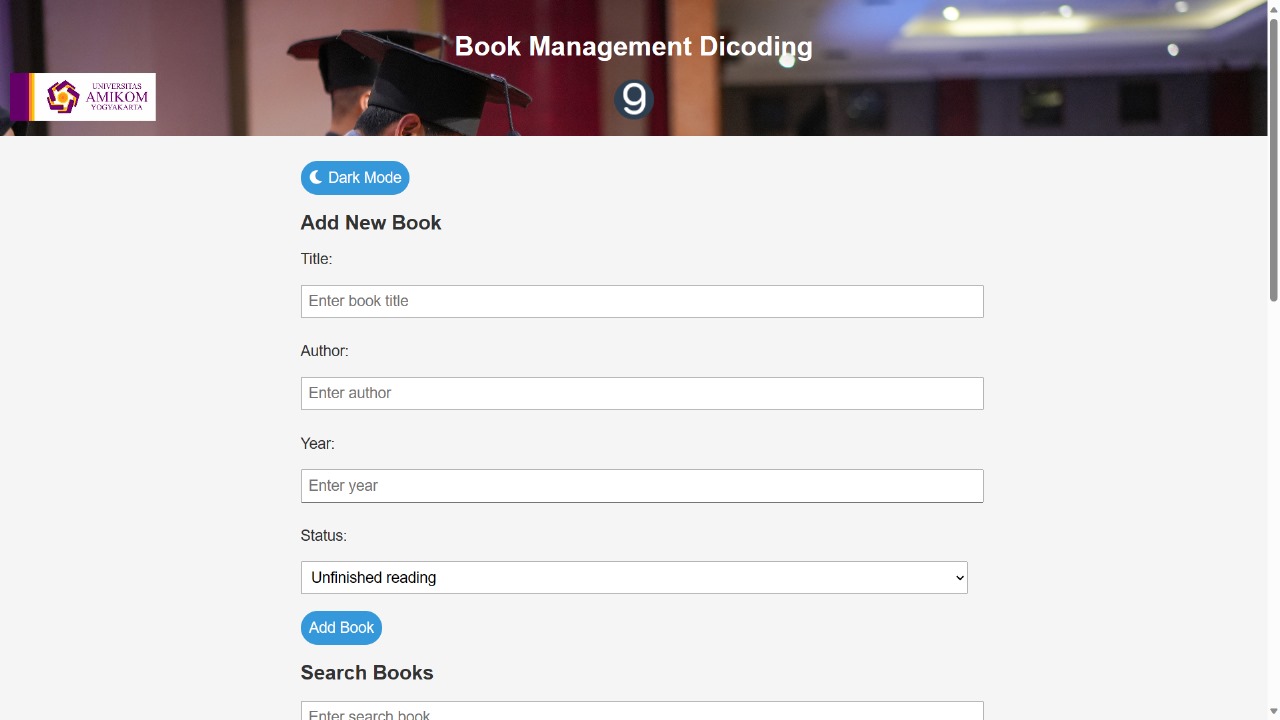 Book Management Dicoding
UNIVERSITAS
AMIKOM
YOGYAKARTA
9
Dark Mode
Add New Book
Title:
Enter book title
Author:
Enter author
Year:
Enter year
Status:
Unfinished reading
Add Book
Search Books
Enter search book